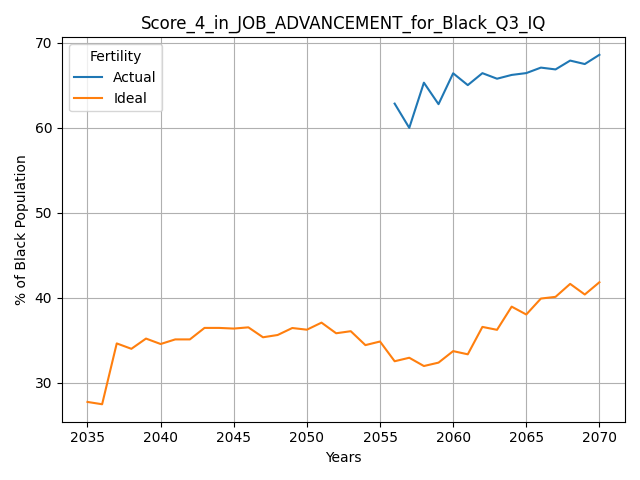 Score_4_in_JOB_ADVANCEMENT_for_Black_Q3_IQ
Fertility
Actual
Ideal
% of Black Population
70
60
50
40
30
2035 2040 2045 2050 2055 2060 2065 2070
Years